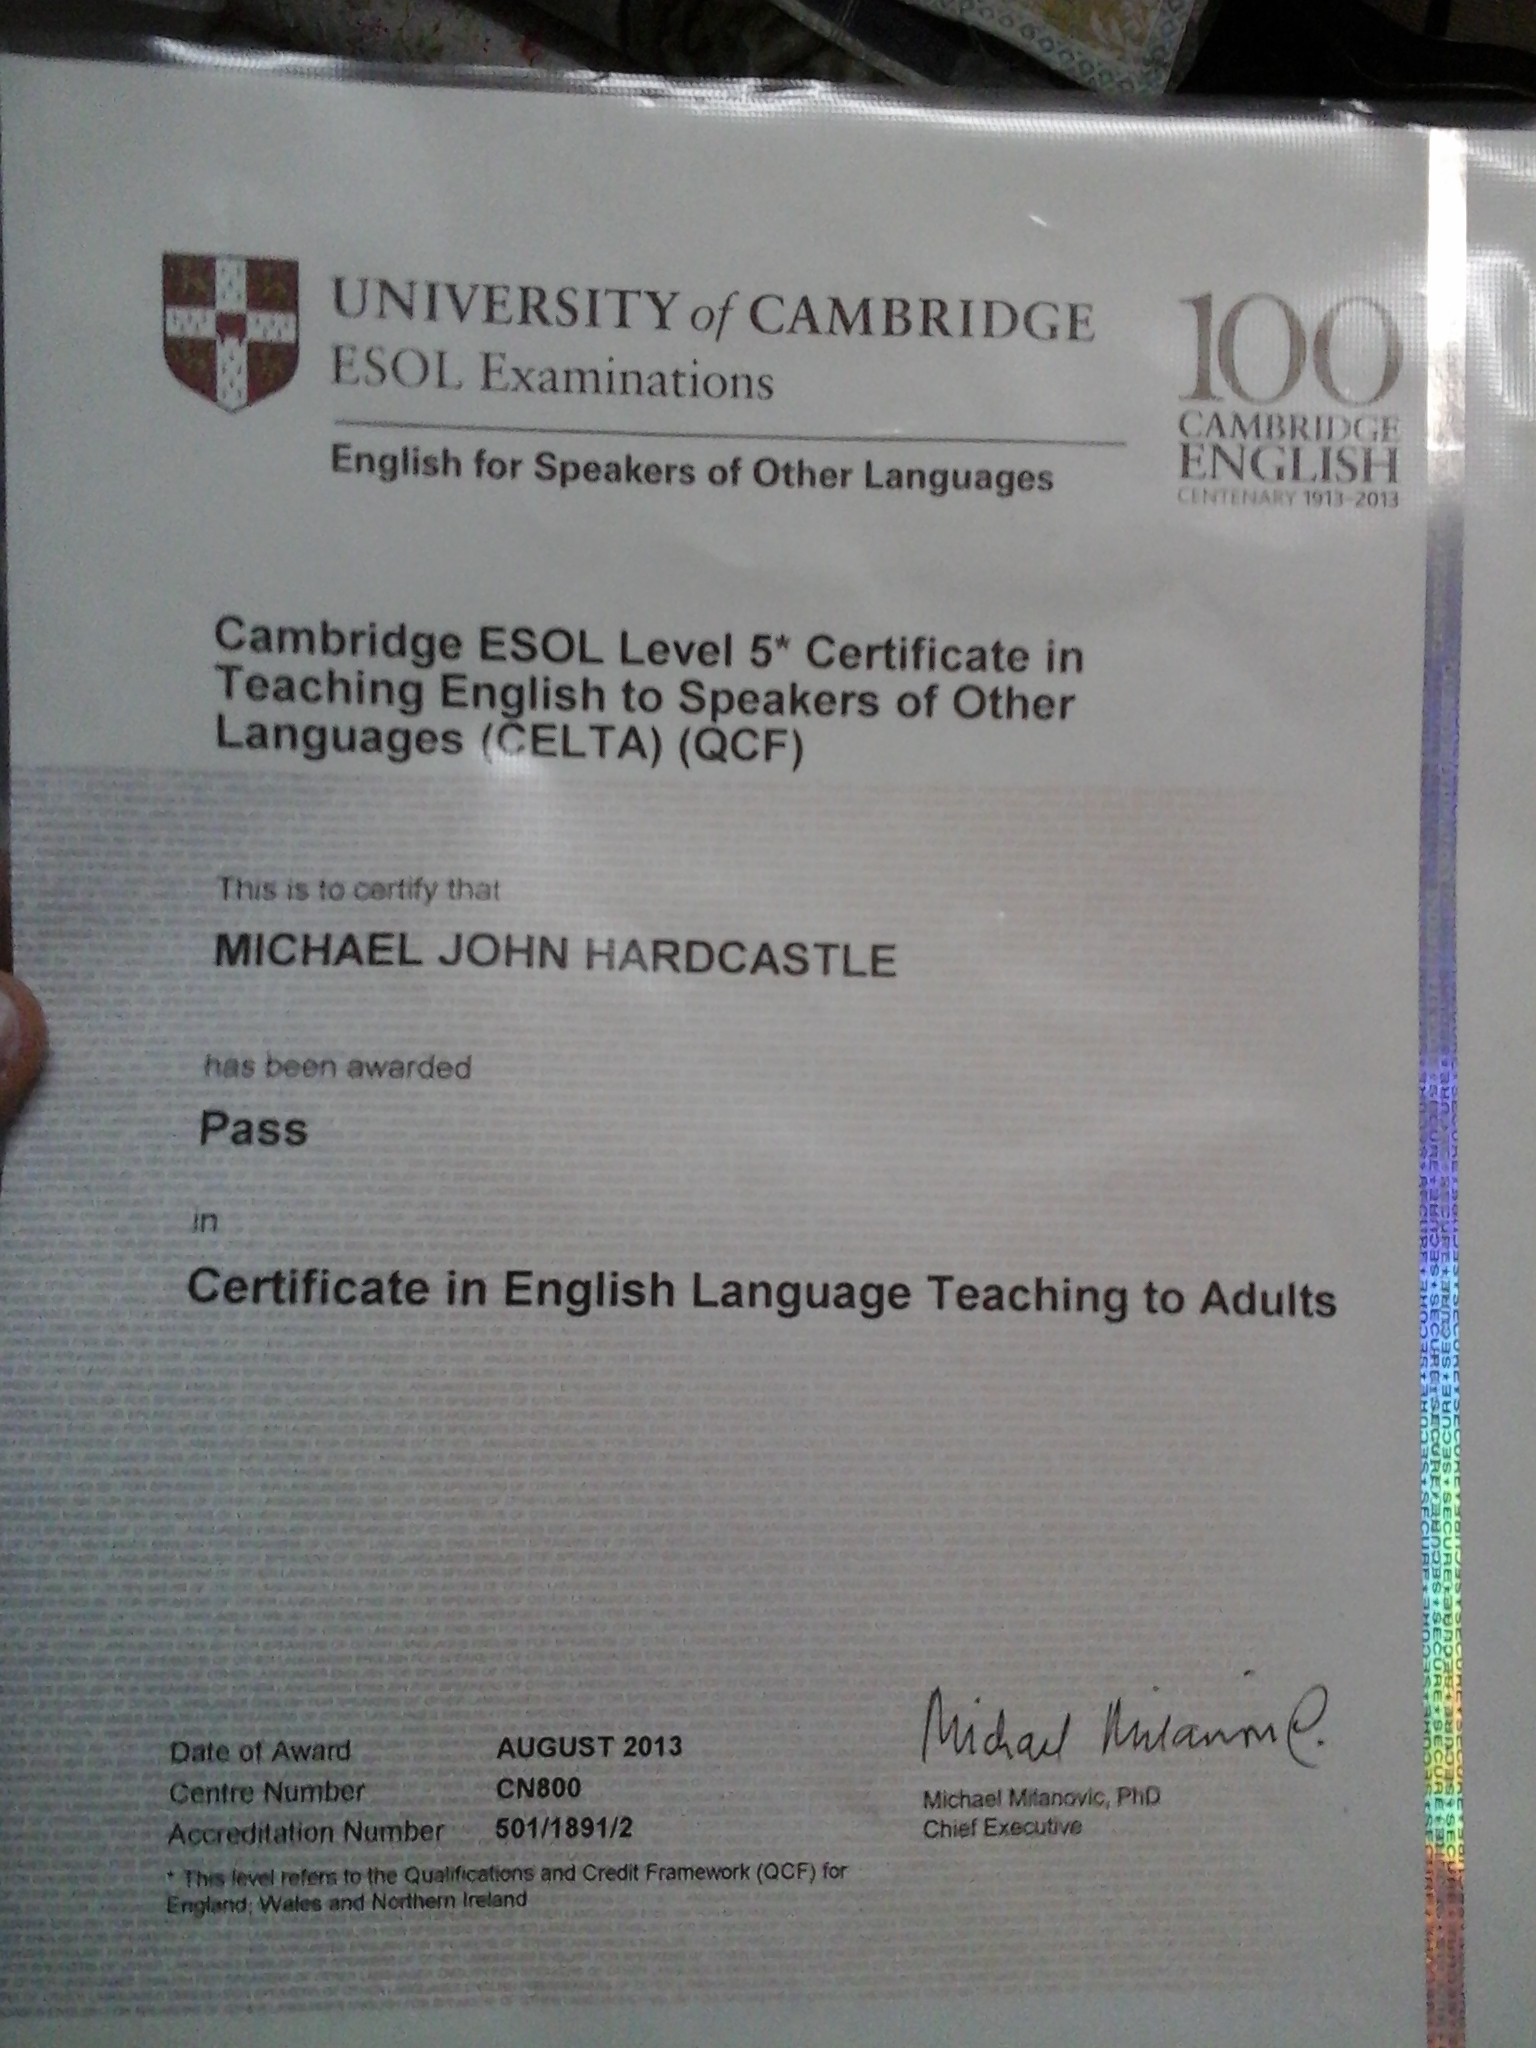 UNIVERSITY of CAMBRIDGE
ESOL Examinations
English for Speakers of Other Languages
100
CAMBRIDGE
ENGLISH
CENTENARY 1913–2013
Cambridge ESOL Level 5* Certificate in
Teaching English to Speakers of Other
Languages (CELTA) (QCF)
This is to certify that
MICHAEL JOHN HARDCASTLE
has been awarded
Pass
in
Certificate in English Language Teaching to Adults
Date of Award AUGUST 2013
Centre Number CN800
Accreditation Number 501/1891/2
* This level refers to the Qualifications and Credit Framework (QCF) for
England, Wales and Northern Ireland
Michael Milanovic
Michael Milanovic, PhD
Chief Executive